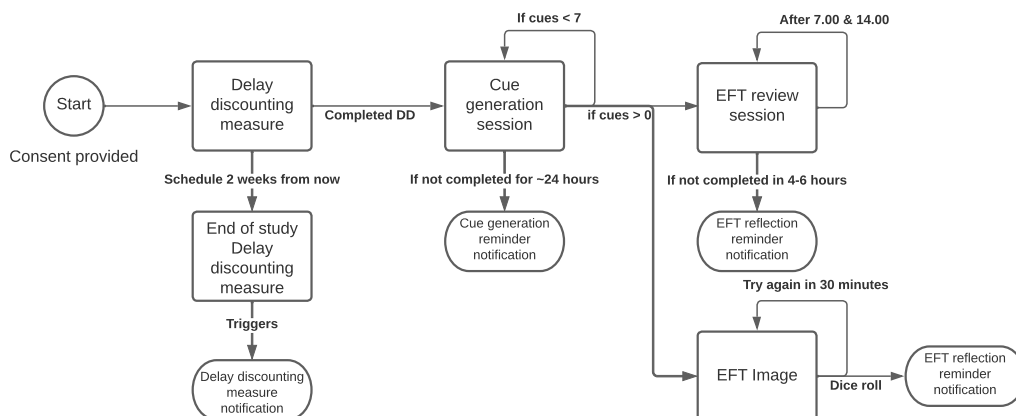 If cues < 7
After 7.00 & 14.00
Start
Consent provided
Delay
discounting
measure
Completed DD
Cue
generation
session
if cues > 0
EFT review
session
Schedule 2 weeks from now
If not completed for ~24 hours
If not completed in 4-6 hours
End of study
Delay
discounting
measure
Cue generation
reminder
notification
EFT reflection
reminder
notification
Try again in 30 minutes
Triggers
Delay discounting
measure
notification
EFT Image
Dice roll
EFT reflection
reminder
notification